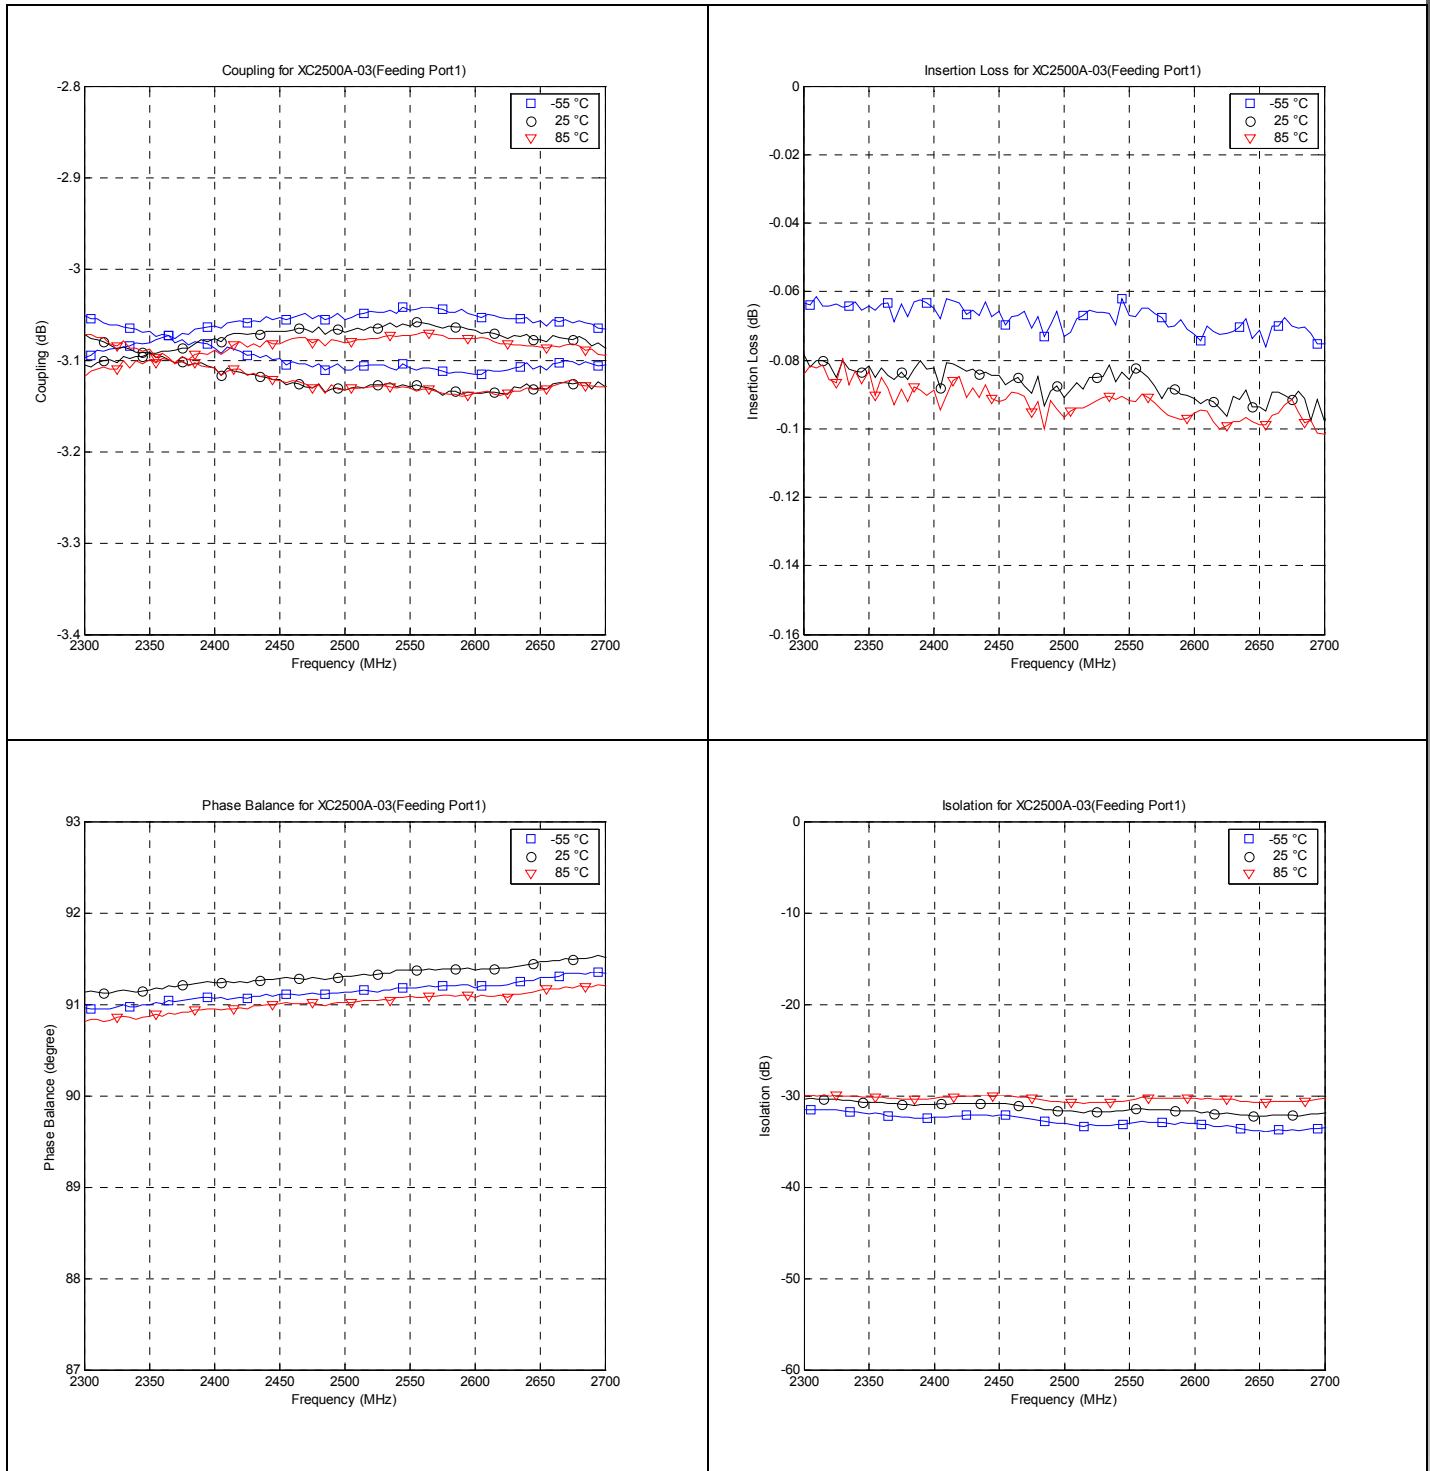 Coupling for XC2500A-03(Feeding Port1)
-2.8
-2.9
-3
-3.1
-3.2
-3.3
-3.4
Coupling (dB)
-55 °C
25 °C
85 °C
2300 2350 2400 2450 2500 2550 2600 2650 2700
Frequency (MHz)
Insertion Loss for XC2500A-03(Feeding Port1)
0
-0.02
-0.04
-0.06
-0.08
-0.1
-0.12
-0.14
-0.16
Insertion Loss (dB)
-55 °C
25 °C
85 °C
2300 2350 2400 2450 2500 2550 2600 2650 2700
Frequency (MHz)
Phase Balance for XC2500A-03(Feeding Port1)
93
92
91
90
89
88
87
Phase Balance (degree)
-55 °C
25 °C
85 °C
2300 2350 2400 2450 2500 2550 2600 2650 2700
Frequency (MHz)
Isolation for XC2500A-03(Feeding Port1)
0
-10
-20
-30
-40
-50
-60
Isolation (dB)
-55 °C
25 °C
85 °C
2300 2350 2400 2450 2500 2550 2600 2650 2700
Frequency (MHz)